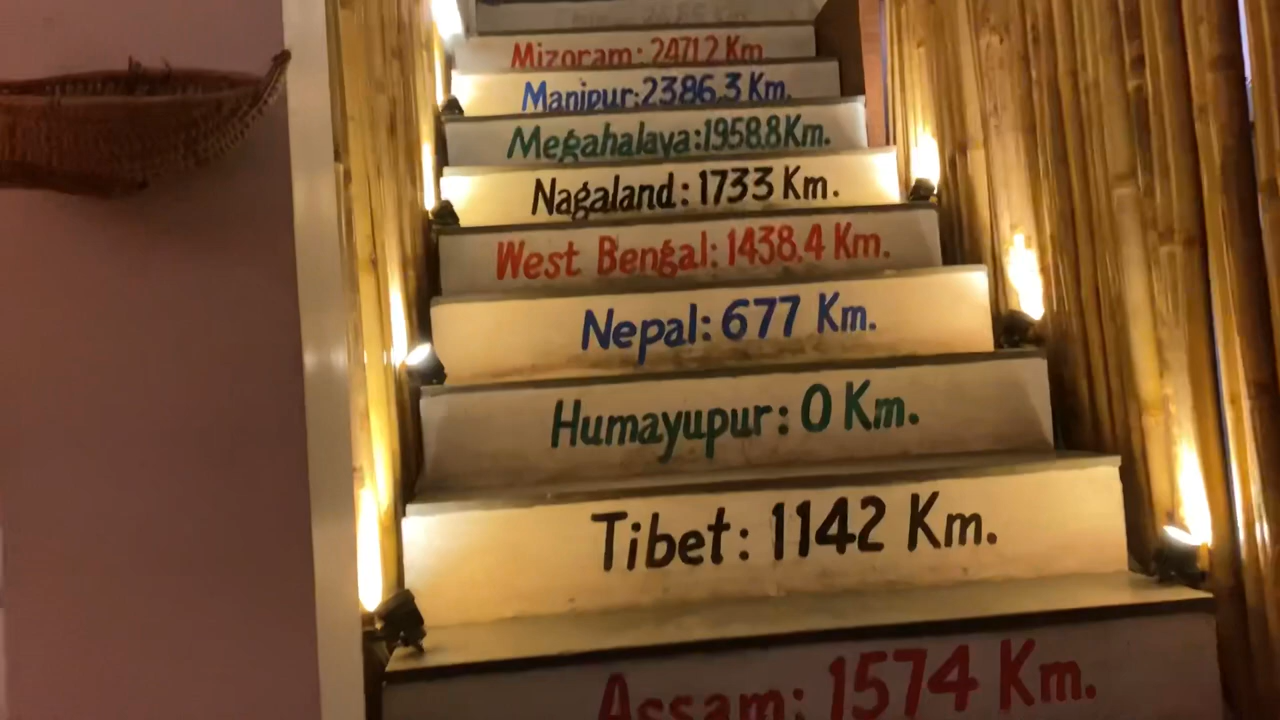 Mizoram: 2471.2 Km
Manipur: 2386.3 Km.
Megahalaya: 1958.8 Km.
Nagaland: 1733 Km.
West Bengal: 1438.4 Km.
Nepal: 677 Km.
Humayupur: 0 Km.
Tibet: 1142 Km.
Assam: 1574 Km.